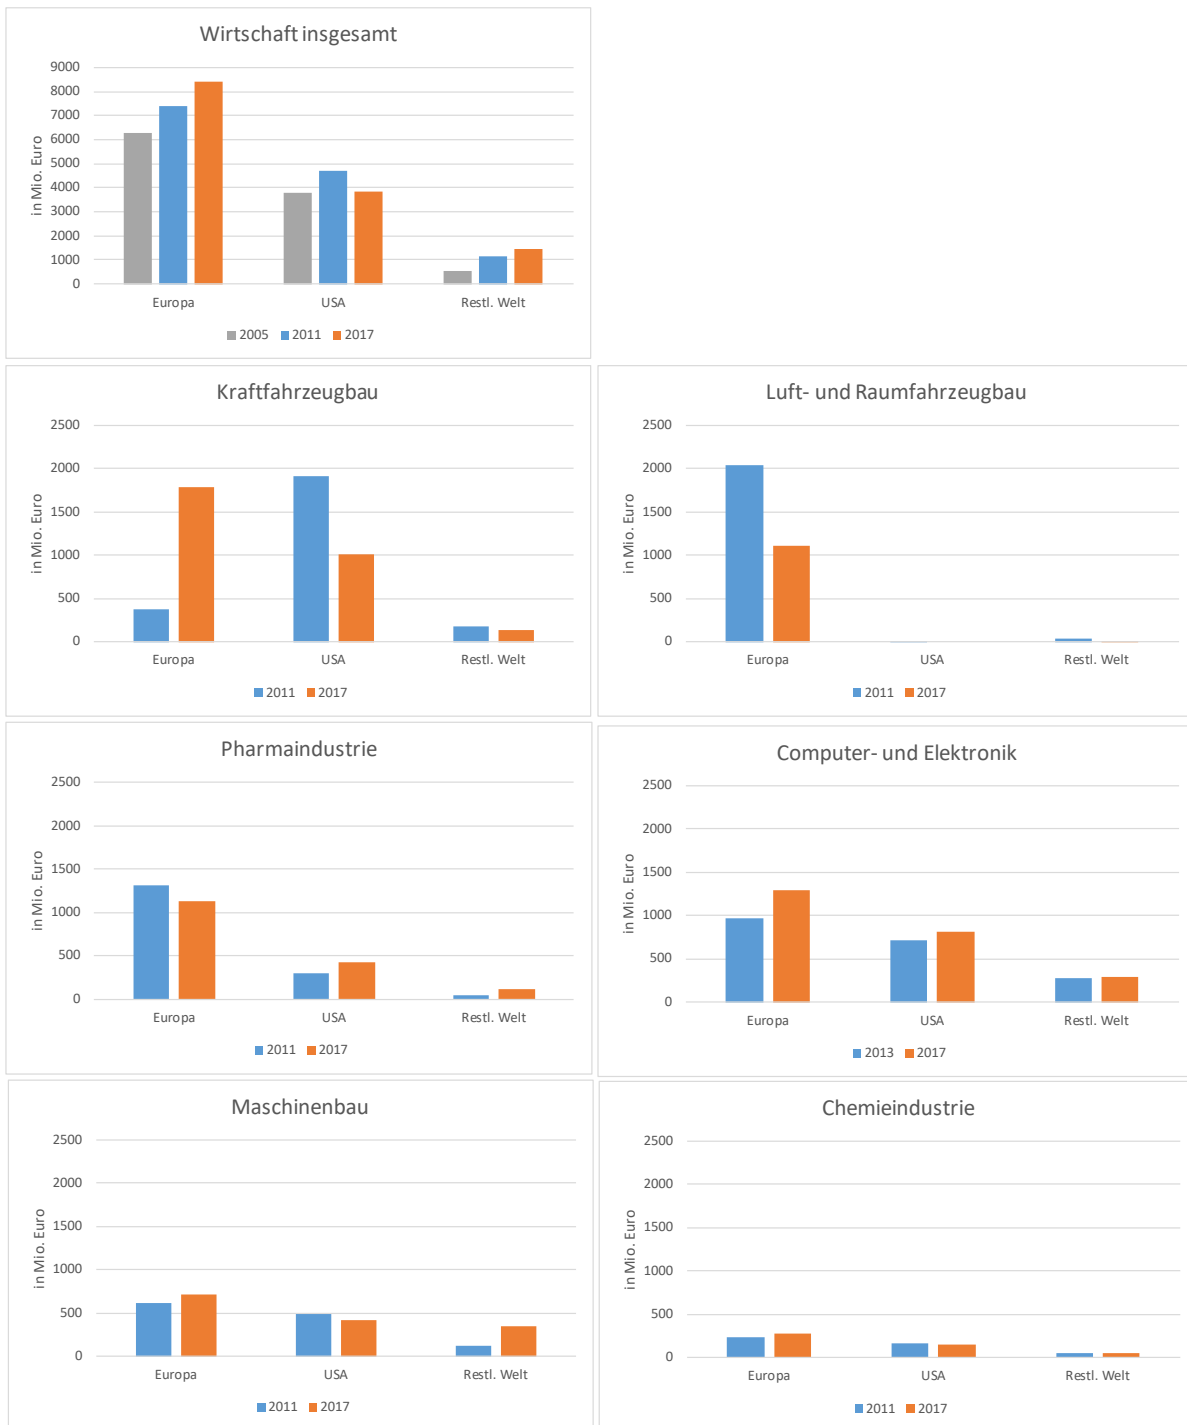 Wirtschaft insgesamt
in Mio. Euro
9000
8000
7000
6000
5000
4000
3000
2000
1000
0
Europa USA Restl. Welt
2005 2011 2017
Kraftfahrzeugbau
in Mio. Euro
2500
2000
1500
1000
500
0
Europa USA Restl. Welt
2011 2017
Luft- und Raumfahrzeugbau
in Mio. Euro
2500
2000
1500
1000
500
0
Europa USA Restl. Welt
2011 2017
Pharmaindustrie
in Mio. Euro
2500
2000
1500
1000
500
0
Europa USA Restl. Welt
2011 2017
Computer- und Elektronik
in Mio. Euro
2500
2000
1500
1000
500
0
Europa USA Restl. Welt
2013 2017
Maschinenbau
in Mio. Euro
2500
2000
1500
1000
500
0
Europa USA Restl. Welt
2011 2017
Chemieindustrie
in Mio. Euro
2500
2000
1500
1000
500
0
Europa USA Restl. Welt
2011 2017